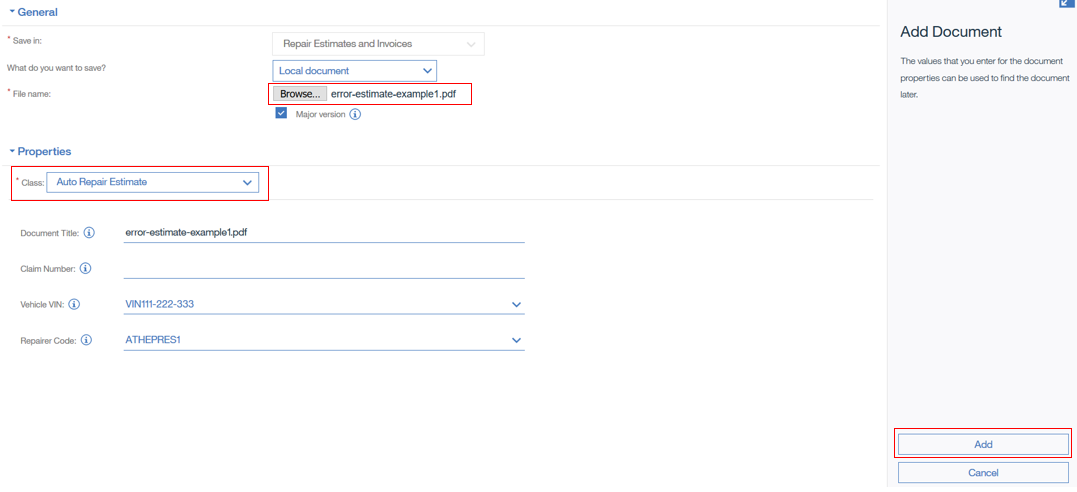 General
* Save in: Repair Estimates and Invoices
What do you want to save? Local document
* File name: Browse... error-estimate-example1.pdf
Major version
Properties
* Class: Auto Repair Estimate
Document Title: error-estimate-example1.pdf
Claim Number:
Vehicle VIN: VIN111-222-333
Repairer Code: ATHEPRES1
Add Document
The values that you enter for the document
properties can be used to find the document
later.
Add
Cancel